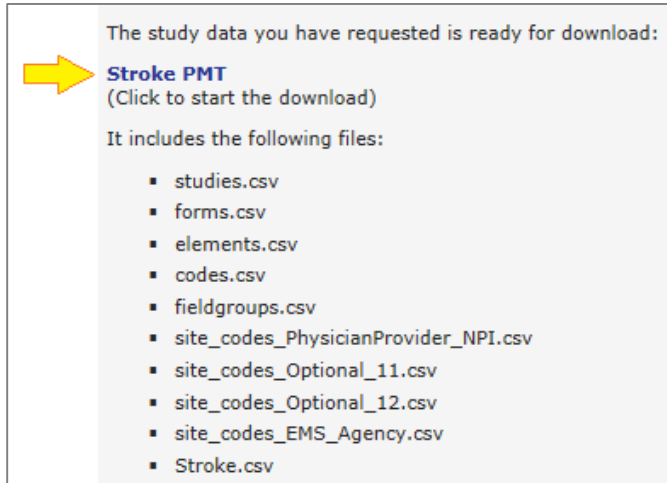 The study data you have requested is ready for download:
Stroke PMT
(Click to start the download)
It includes the following files:
▪ studies.csv
▪ forms.csv
▪ elements.csv
▪ codes.csv
▪ fieldgroups.csv
▪ site_codes_PhysicianProvider_NPI.csv
▪ site_codes_Optional_11.csv
▪ site_codes_Optional_12.csv
▪ site_codes_EMS_Agency.csv
▪ Stroke.csv